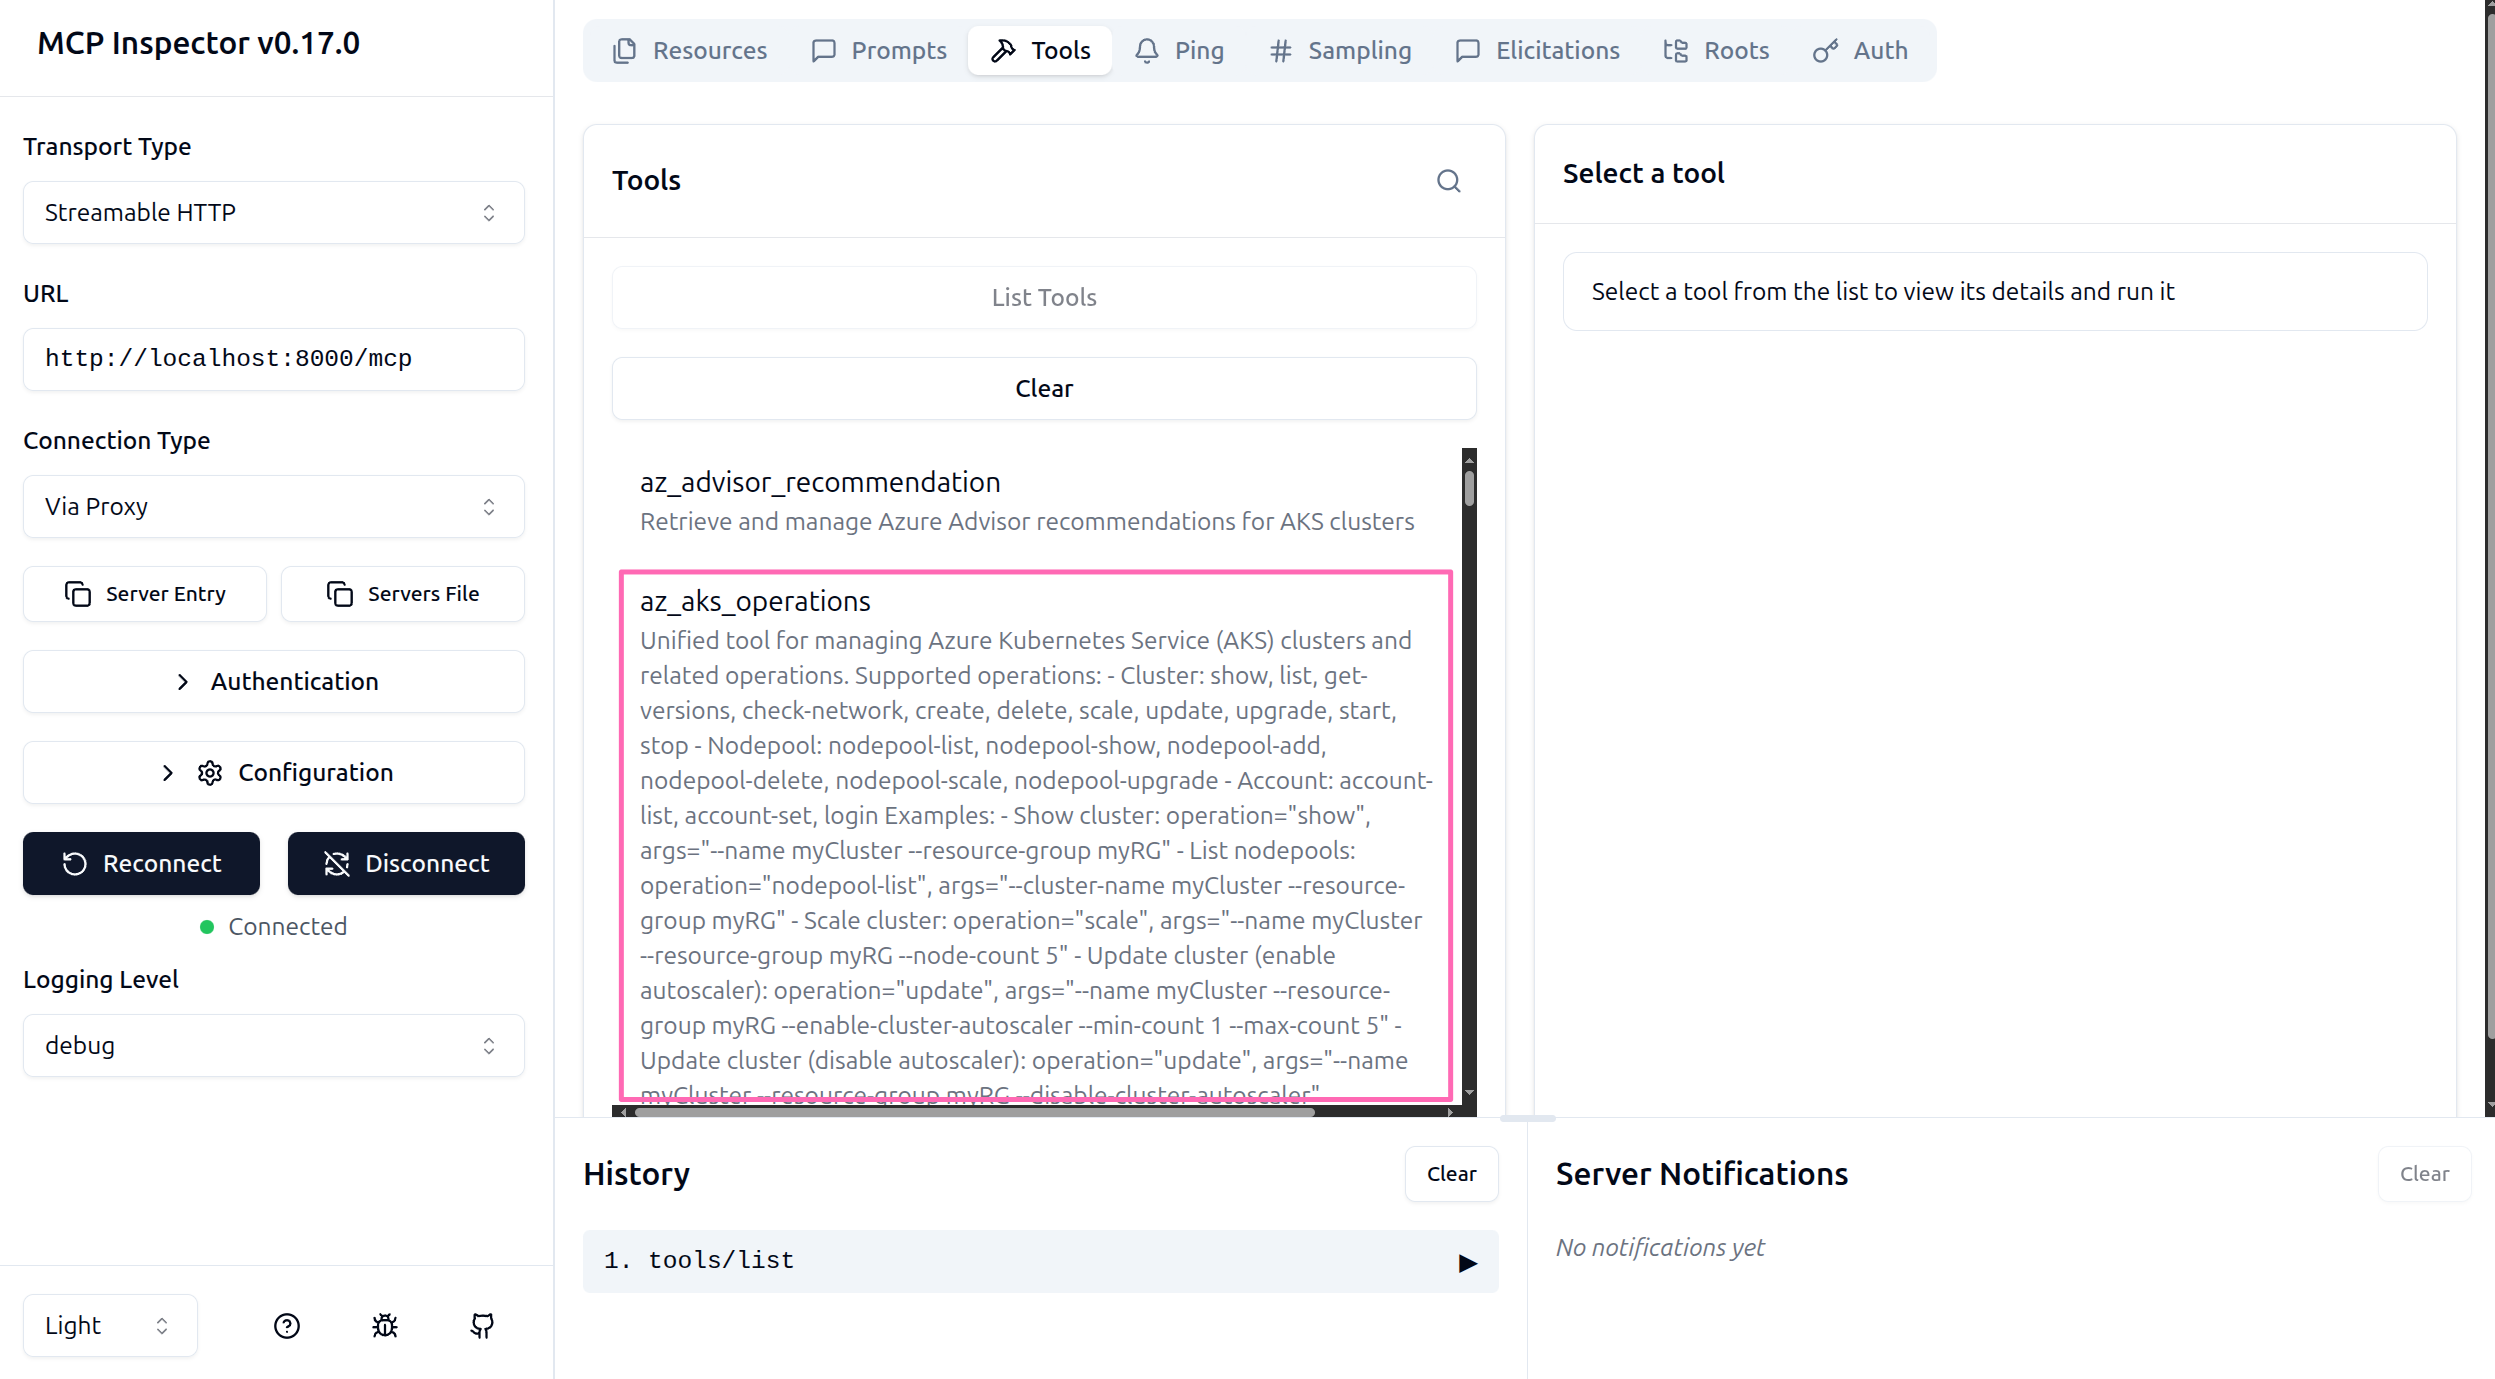 MCP Inspector v0.17.0
Transport Type
Streamable HTTP
URL
http://localhost:8000/mcp
Connection Type
Via Proxy
Server Entry
Servers File
Authentication
Configuration
Reconnect
Disconnect
Connected
Logging Level
debug
Light
Resources
Prompts
Tools
Ping
Sampling
Elicitations
Roots
Auth
Tools
List Tools
Clear
az_advisor_recommendation
Retrieve and manage Azure Advisor recommendations for AKS clusters
az_aks_operations
Unified tool for managing Azure Kubernetes Service (AKS) clusters and
related operations. Supported operations: - Cluster: show, list, get-
versions, check-network, create, delete, scale, update, upgrade, start,
stop - Nodepool: nodepool-list, nodepool-show, nodepool-add,
nodepool-delete, nodepool-scale, nodepool-upgrade - Account: account-
list, account-set, login Examples: - Show cluster: operation="show",
args="--name myCluster --resource-group myRG" - List nodepools:
operation="nodepool-list", args="--cluster-name myCluster --resource-
group myRG" - Scale cluster: operation="scale", args="--name myCluster
--resource-group myRG --node-count 5" - Update cluster (enable
autoscaler): operation="update", args="--name myCluster --resource-
group myRG --enable-cluster-autoscaler --min-count 1 --max-count 5" -
Update cluster (disable autoscaler): operation="update", args="--name
myCluster --resource-group myRG --disable-cluster-autoscaler"
Select a tool
Select a tool from the list to view its details and run it
History
Clear
1. tools/list
Server Notifications
Clear
No notifications yet